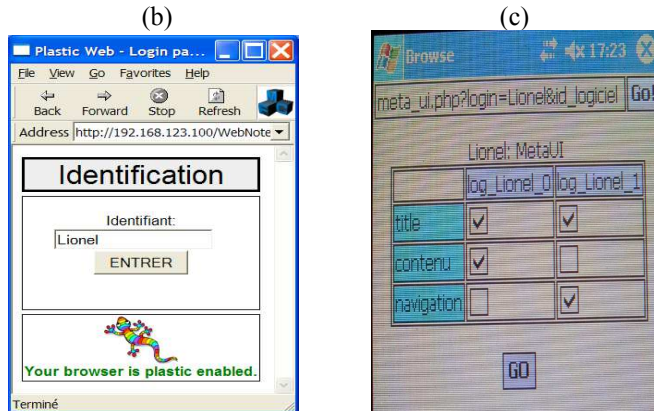 (b)
(c)
Plastic Web - Login pa...
File View Go Favorites Help
Back Forward Stop Refresh
Address http://192.168.123.100/WebNote
Identification
Identifiant:
Lionel
ENTRER
Your browser is plastic enabled.
Terminé
Browse 17:23
meta_ui.php?login=Lionel&id_logiciel Go!
Lionel: MetaUI
log_Lionel_0 log_Lionel_1
title
contenu
navigation
GO